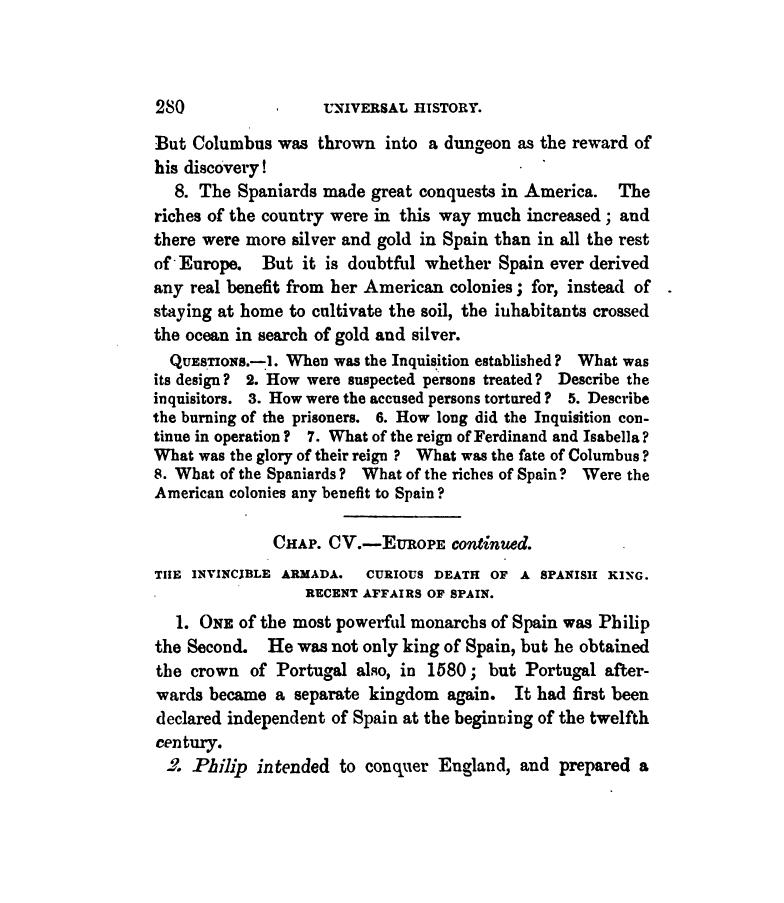 280 UNIVERSAL HISTORY.
But Columbus was thrown into a dungeon as the reward of
his discovery!
8. The Spaniards made great conquests in America. The
riches of the country were in this way much increased; and
there were more silver and gold in Spain than in all the rest
of Europe. But it is doubtful whether Spain ever derived
any real benefit from her American colonies; for, instead of
staying at home to cultivate the soil, the iuhabitants crossed
the ocean in search of gold and silver.
QUESTIONS.—1. When was the Inquisition established? What was
its design? 2. How were suspected persons treated? Describe the
inquisitors. 3. How were the accused persons tortured? 5. Describe
the burning of the prisoners. 6. How long did the Inquisition con-
tinue in operation? 7. What of the reign of Ferdinand and Isabella?
What was the glory of their reign? What was the fate of Columbus?
8. What of the Spaniards? What of the riches of Spain? Were the
American colonies any benefit to Spain?
CHAP. CV.—EUROPE continued.
THE INVINCIBLE ARMADA. CURIOUS DEATH OF A SPANISH KING.
RECENT AFFAIRS OF SPAIN.
1. ONE of the most powerful monarchs of Spain was Philip
the Second. He was not only king of Spain, but he obtained
the crown of Portugal also, in 1580; but Portugal after-
wards became a separate kingdom again. It had first been
declared independent of Spain at the beginning of the twelfth
century.
2. Philip intended to conquer England, and prepared a